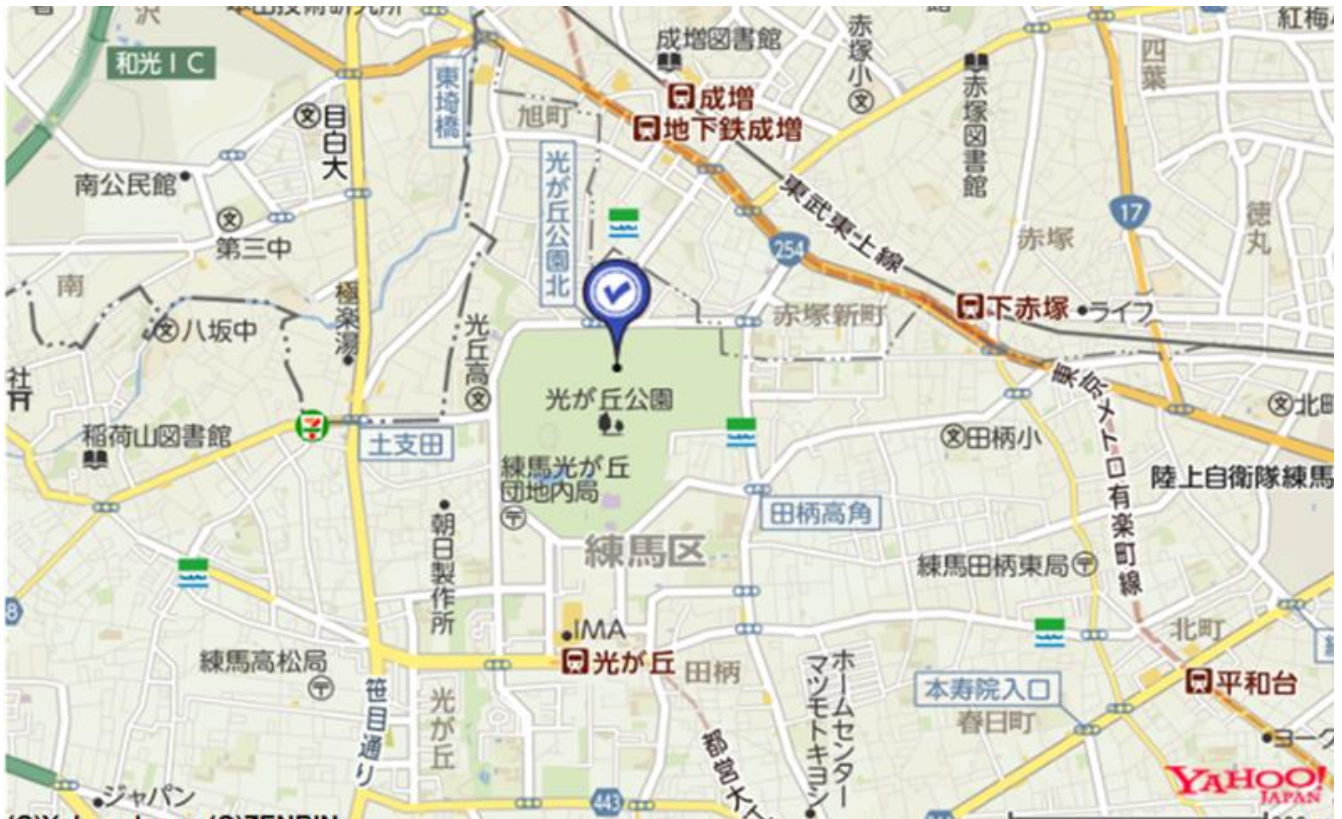 和光IC
東埼橋
旭町
成増図書館
成増
地下鉄成増
赤塚小
赤塚図書館
四葉
紅梅
目白大
南公民館
第三中
南
八坂中
極楽湯
光が丘公園北
光丘高
東武東上線
254
17
赤塚
徳丸
赤塚新町
下赤塚
ライフ
稲荷山図書館
土支田
光が丘公園
練馬光が丘
団地内局
田柄小
東京メトロ有楽町線
北町
陸上自衛隊練馬
朝日製作所
田柄高角
練馬区
練馬田柄東局
IMA
光が丘
田柄
練馬高松局
笹目通り
光が丘
ホームセンター
マツモトキヨシ
本寿院入口
春日町
北町
平和台
ヨーク
ジャパン
443
都営大
YAHOO!
JAPAN